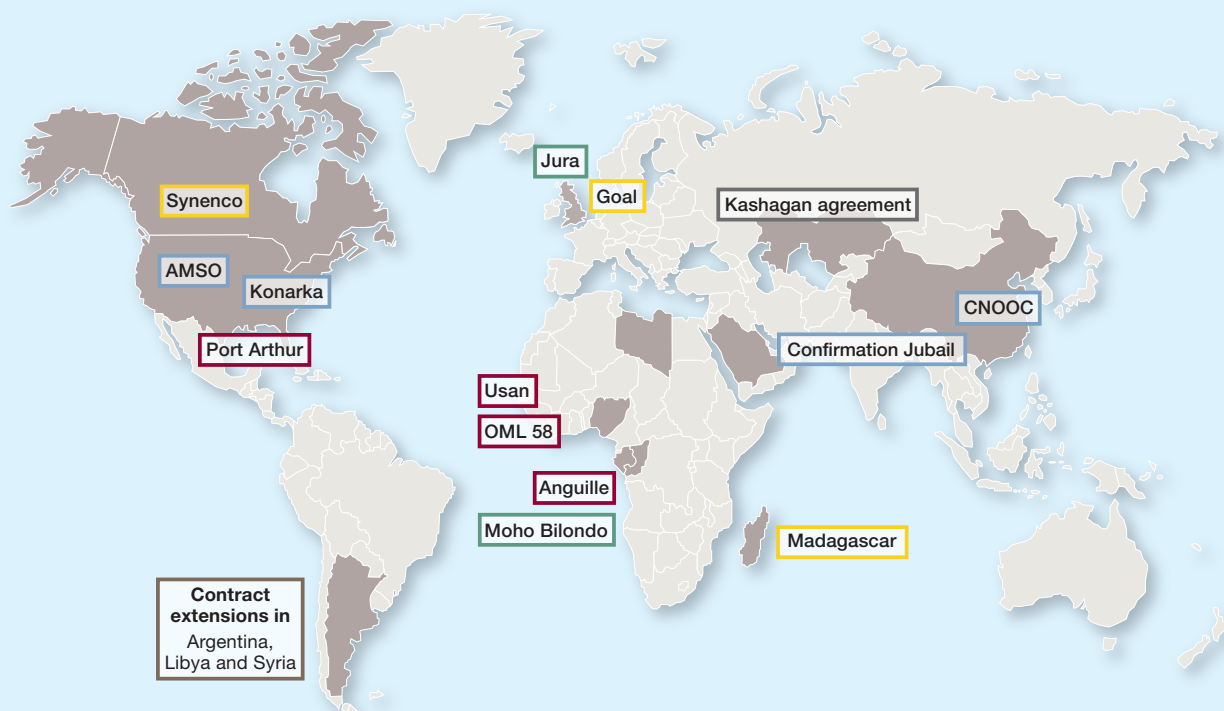 Jura
Goal
Synenco
Kashagan agreement
AMSO
Konarka
CNOOC
Port Arthur
Confirmation Jubail
Usan
OML 58
Anguille
Moho Bilondo
Madagascar
Contract
extensions in
Argentina,
Libya and Syria